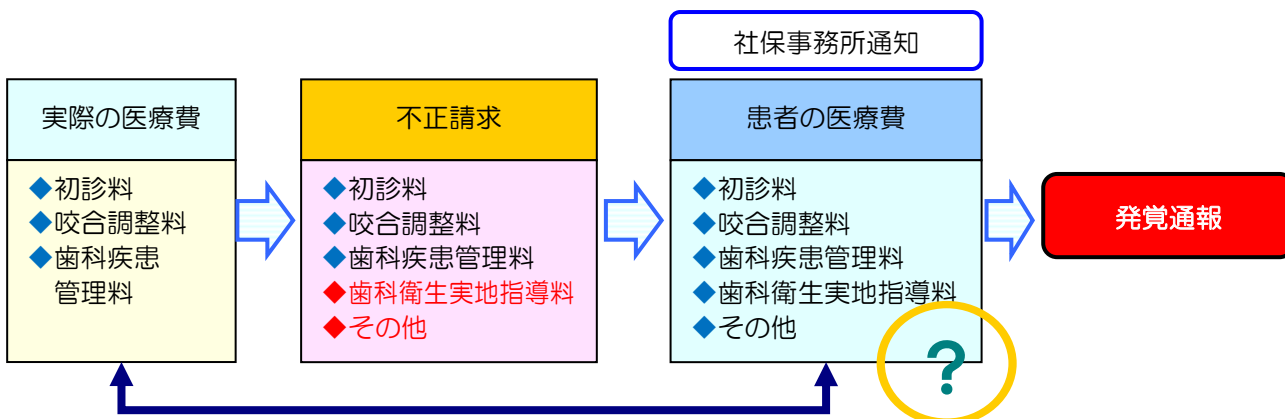 社保事務所通知
実際の医療費
◆初診料
◆咬合調整料
◆歯科疾患
管理料
不正請求
◆初診料
◆咬合調整料
◆歯科疾患管理料
◆歯科衛生実地指導料
◆その他
患者の医療費
◆初診料
◆咬合調整料
◆歯科疾患管理料
◆歯科衛生実地指導料
◆その他
?
発覚通報